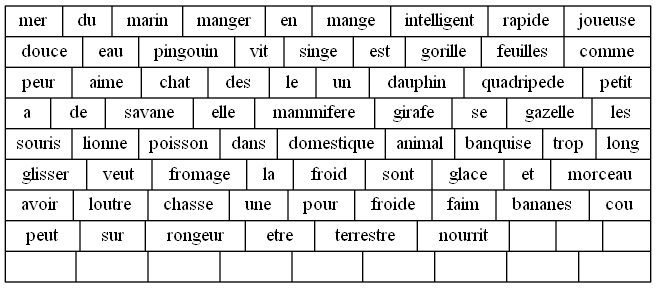 mer du marin manger en mange intelligent rapide joueuse
douce eau pingouin vit singe est gorille feuilles comme
peur aime chat des le un dauphin quadripede petit
a de savane elle mammifere girafe se gazelle les
souris lionne poisson dans domestique animal banquise trop long
glisser veut fromage la froid sont glace et morceau
avoir loutre chasse une pour froide faim bananes cou
peut sur rongeur etre terrestre nourrit